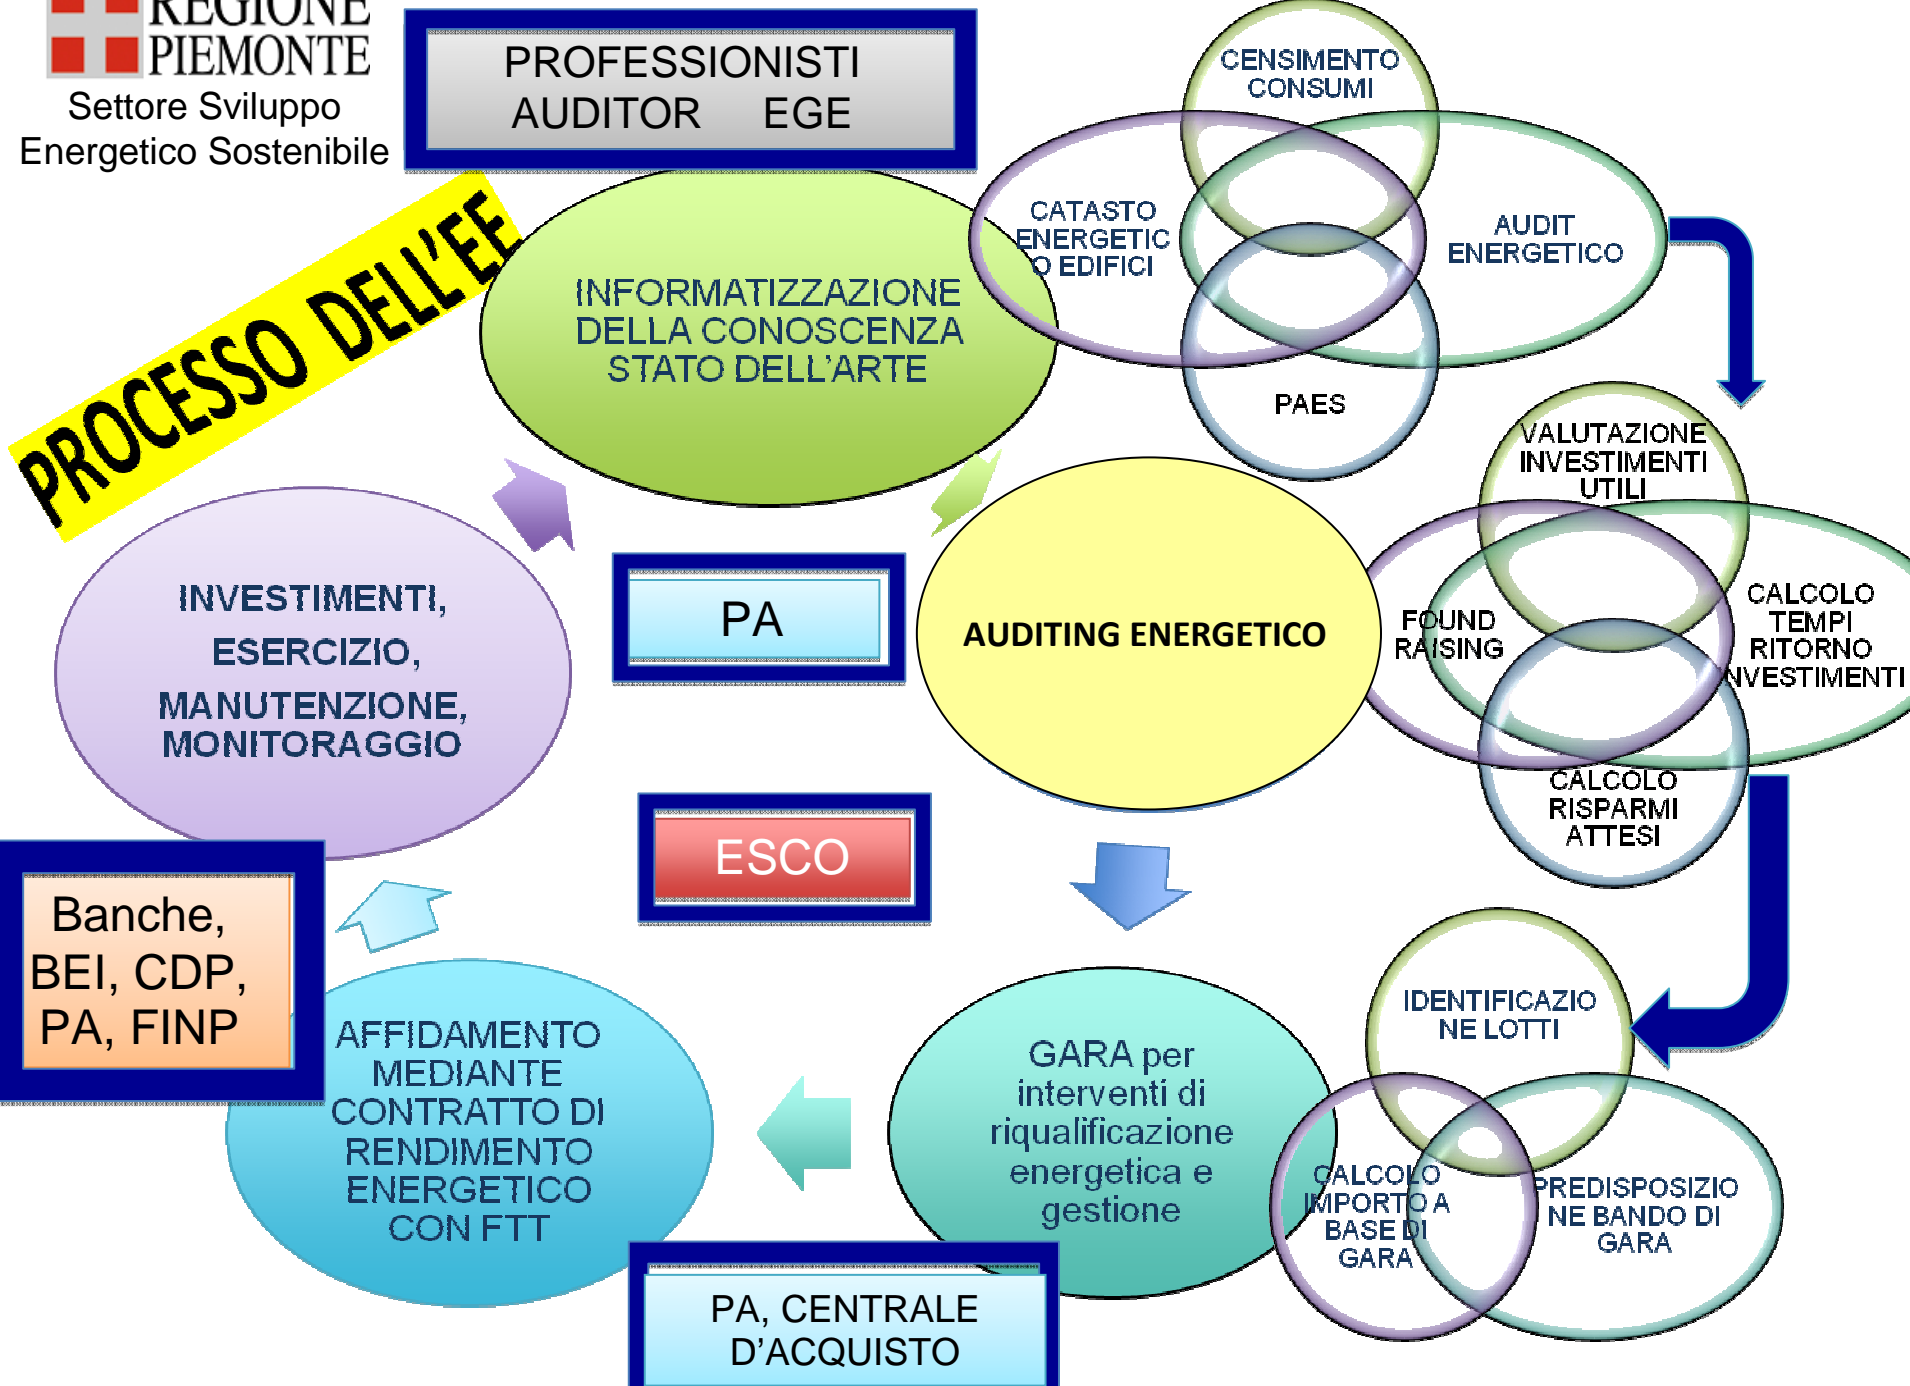 REGIONE
PIEMONTE
Settore Sviluppo
Energetico Sostenibile
PROFESSIONISTI
AUDITOR EGE
PROCESSO DELL'EE
INFORMATIZZAZIONE
DELLA CONOSCENZA
STATO DELL'ARTE
CENSIMENTO
CONSUMI
CATASTO
ENERGETIC
O EDIFICI
AUDIT
ENERGETICO
PAES
VALUTAZIONE
INVESTIMENTI
UTILI
FOUND
RAISING
CALCOLO
TEMPI
RITORNO
NVESTIMENTI
CALCOLO
RISPARMI
ATTESI
AUDITING ENERGETICO
PA
ESCO
INVESTIMENTI,
ESERCIZIO,
MANUTENZIONE,
MONITORAGGIO
Banche,
BEI, CDP,
PA, FINP
AFFIDAMENTO
MEDIANTE
CONTRATTO DI
RENDIMENTO
ENERGETICO
CON FTT
GARA per
interventi di
riqualificazione
energetica e
gestione
IDENTIFICAZIO
NE LOTTI
CALCOLO
IMPORTO A
BASE DI
GARA
PREDISPOSIZIO
NE BANDO DI
GARA
PA, CENTRALE
D'ACQUISTO